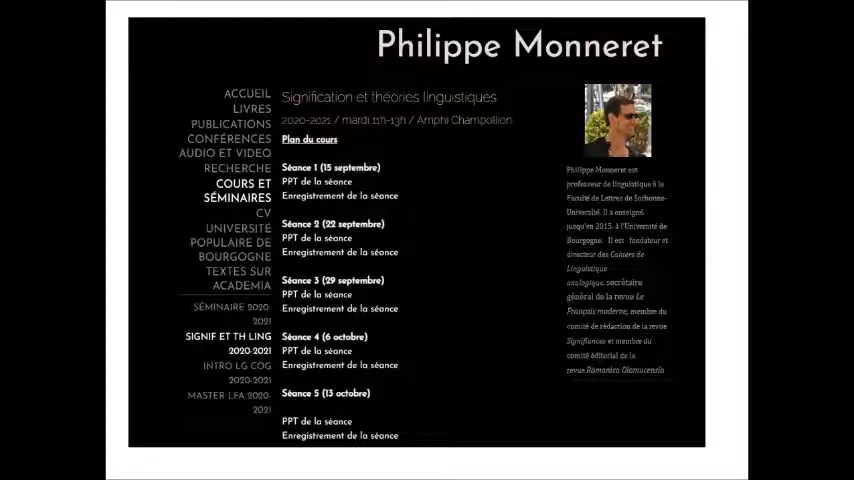 Philippe Monneret
ACCUEIL
LIVRES
PUBLICATIONS
CONFÉRENCES
AUDIO ET VIDEO
RECHERCHE
COURS ET
SÉMINAIRES
CV
UNIVERSITÉ
POPULAIRE DE
BOURGOGNE
TEXTES SUR
ACADEMIA
SÉMINAIRE 2020-
2021
SIGNIF ET TH LING
2020-2021
INTRO LG COG
2020-2021
MASTER LFA 2020-
2021
Signification et théories linguistiques
2020-2021 / mardi 11h-13h / Amphi Champollion
Plan du cours
Séance 1 (15 septembre)
PPT de la séance
Enregistrement de la séance
Séance 2 (22 septembre)
PPT de la séance
Enregistrement de la séance
Séance 3 (29 septembre)
PPT de la séance
Enregistrement de la séance
Séance 4 (6 octobre)
PPT de la séance
Enregistrement de la séance
Séance 5 (13 octobre)
PPT de la séance
Enregistrement de la séance
Philippe Monneret est
professeur de linguistique à la
Faculté de Lettres de Sorbonne-
Université. Il a enseigné,
jusqu'en 2015, à l'Université de
Bourgogne. Il est fondateur et
directeur des Cahiers de
Linguistique
analogique, secrétaire
général de la revue Le
Français moderne, membre du
comité de rédaction de la revue
Signifiances et membre du
comité éditorial de la
revue Romanica Olomucensia